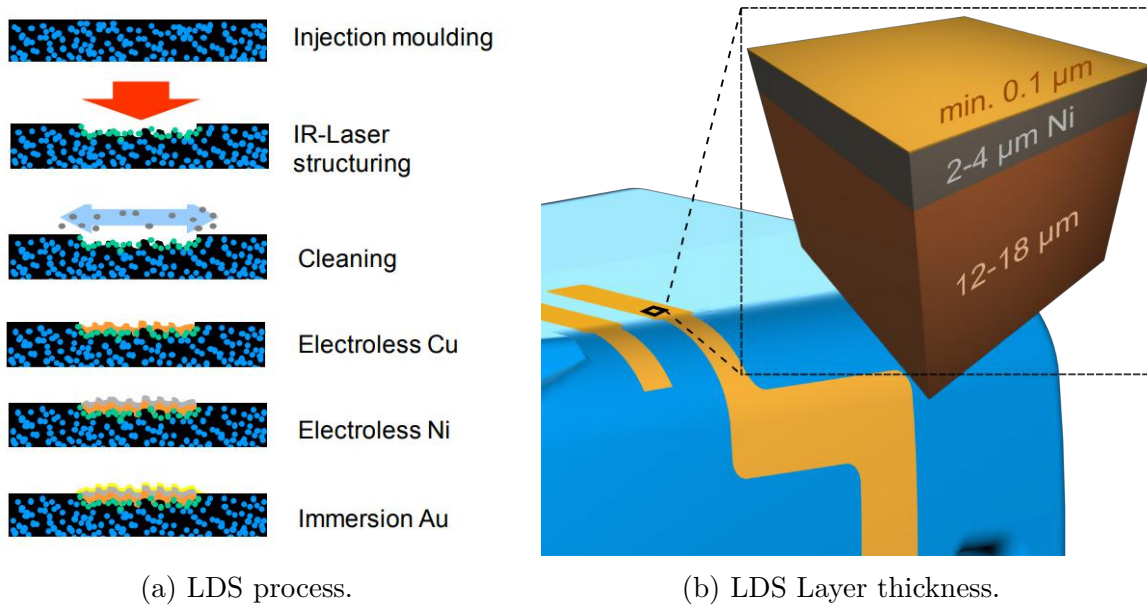 Injection moulding
IR-Laser
structuring
Cleaning
Electroless Cu
Electroless Ni
Immersion Au
(a) LDS process.
min. 0.1 µm
2-4 µm Ni
12-18 µm
(b) LDS Layer thickness.